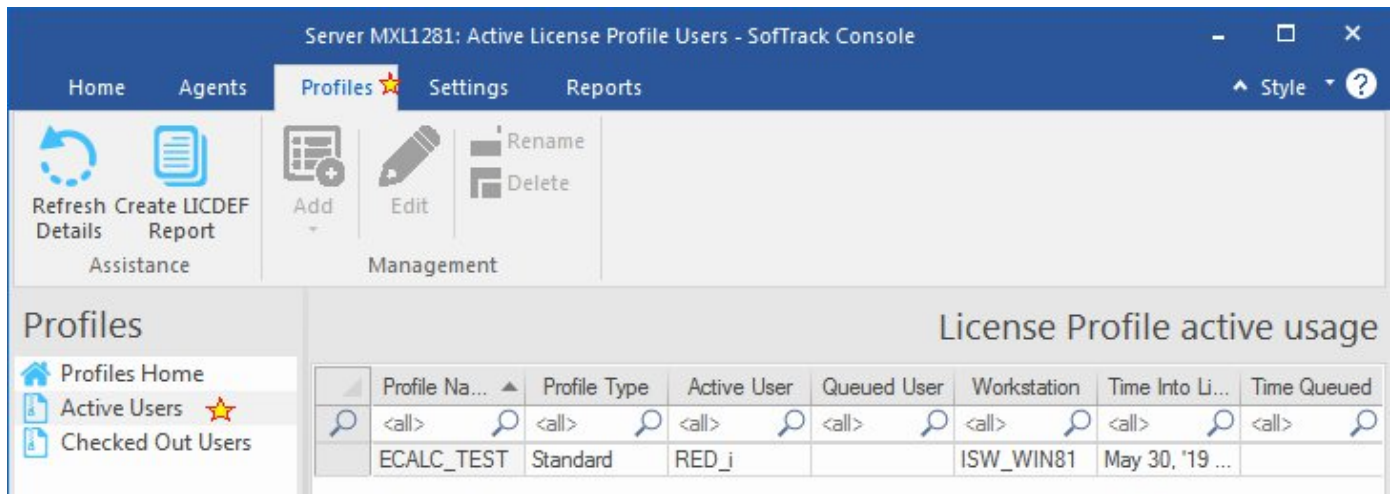 Server MXL1281: Active License Profile Users - SofTrack Console
Home Agents Profiles Settings Reports Style ?
Refresh Details
Create LICDEF Report
Add
Edit
Rename
Delete
Assistance
Management
Profiles
Profiles Home
Active Users
Checked Out Users
License Profile active usage
Profile Na... Profile Type Active User Queued User Workstation Time Into Li... Time Queued
<all> <all> <all> <all> <all> <all> <all>
ECALC_TEST Standard RED_i ISW_WIN81 May 30, '19 ...